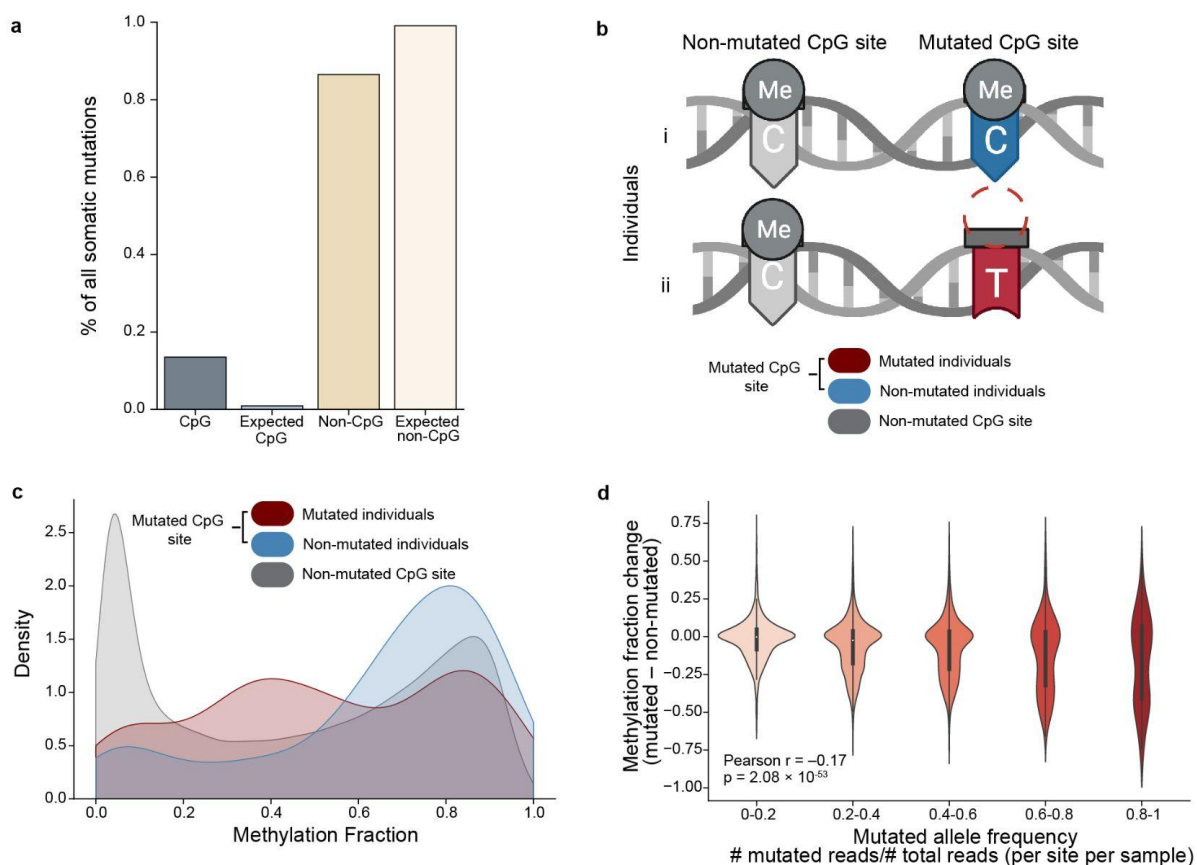 a
% of all somatic mutations
1.0
0.8
0.6
0.4
0.2
0.0
CpG
Expected
CpG
Non-CpG
Expected
non-CpG
b
Non-mutated CpG site
Mutated CpG site
Individuals
i
Me
C
Me
C
ii
Me
C
T
Mutated CpG
site
Mutated individuals
Non-mutated individuals
Non-mutated CpG site
c
Density
2.5
2.0
1.5
1.0
0.5
0.0
Mutated CpG
site
Mutated individuals
Non-mutated individuals
Non-mutated CpG site
0.0 0.2 0.4 0.6 0.8 1.0
Methylation Fraction
d
Methylation fraction change
(mutated – non-mutated)
0.75
0.50
0.25
0.00
−0.25
−0.50
−0.75
−1.00
Pearson r = –0.17
p = 2.08 × 10⁻⁵³
0-0.2 0.2-0.4 0.4-0.6 0.6-0.8 0.8-1
Mutated allele frequency
# mutated reads/# total reads (per site per sample)